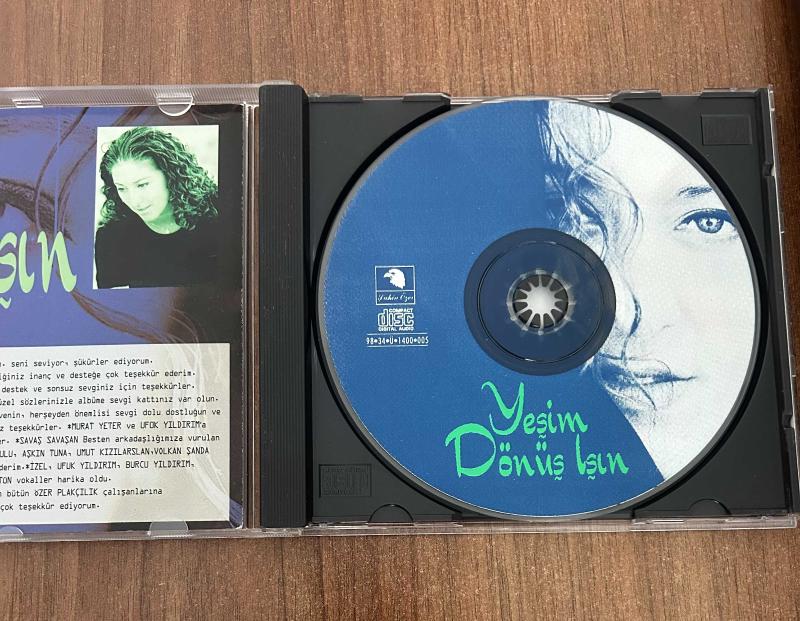 şın
. seni seviyor, şükürler ediyorum.
iğiniz inanç ve desteğe çok teşekkür ederim.
destek ve sonsuz sevginiz için teşekkürler.
üzel sözlerinizle albüme sevgi kattınız var olun.
venin, herşeyden önemlisi sevgi dolu dostluğun ve
z teşekkürler. *MURAT YETER ve UFUK YILDIRIM'a
er. *SAVAŞ SAVAŞAN Besten arkadaşlığımıza vurulan
ULU, AŞKIN TUNA, UMUT KIZILARSLAN,VOLKAN ŞANDA
derim.*İZEL, UFUK YILDIRIM, BURCU YILDIRIM,
TON vokaller harika oldu.
n bütün ÖZER PLAKÇILIK çalışanlarına
çok teşekkür ediyorum.
Şahin Özer
COMPACT
disc
DIGITAL AUDIO
98•34•Ü•1400•005
Yeşim
Dönüş Işın